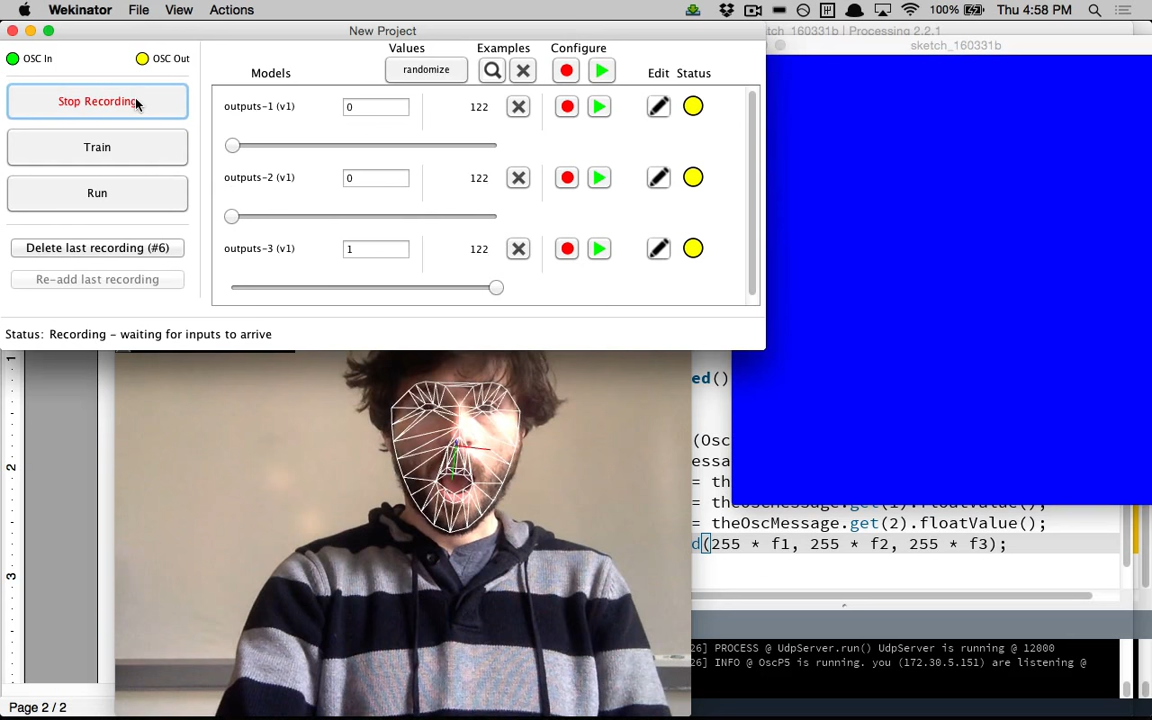 Wekinator File View Actions 100% Thu 4:58 PM
New Project
tch_160331b | Processing 2.2.1
sketch_160331b
OSC In OSC Out
Values Examples Configure
Models randomize Edit Status
Stop Recording
outputs-1 (v1) 0 122
Train
outputs-2 (v1) 0 122
Run
Delete last recording (#6)
outputs-3 (v1) 1 122
Re-add last recording
Status: Recording - waiting for inputs to arrive
1
ed()
2
(Osc
essa
= th
= theOscMessage.get(1).floatValue();
= theOscMessage.get(2).floatValue();
d(255 * f1, 255 * f2, 255 * f3);
3
26] PROCESS @ UdpServer.run() UdpServer is running @ 12000
26] INFO @ OscP5 is running. you (172.30.5.151) are listening @
Page 2 / 2